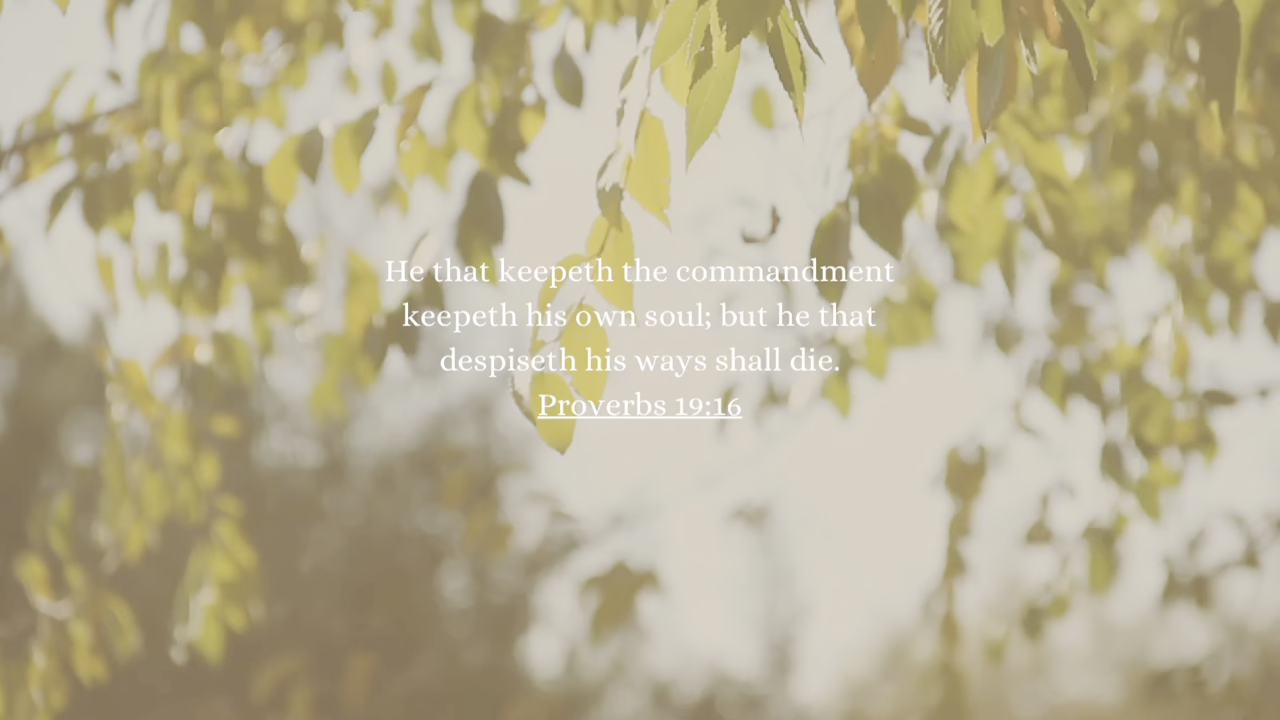 He that keepeth the commandment
keepeth his own soul; but he that
despiseth his ways shall die.
Proverbs 19:16